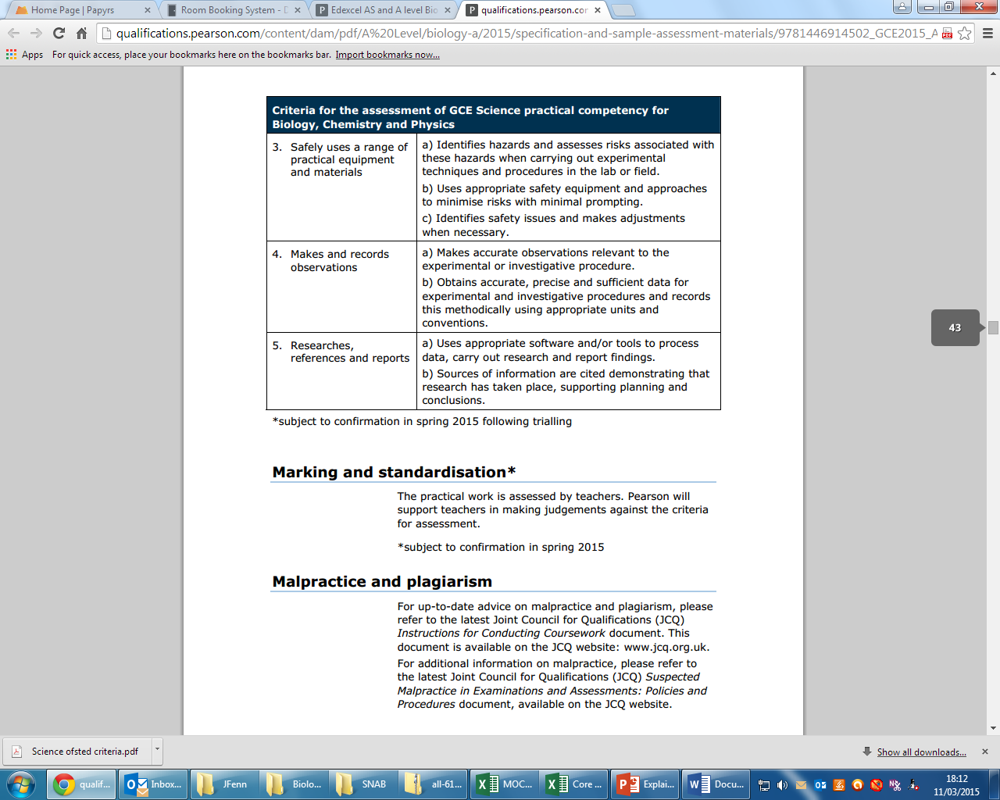 Home Page | Papyrs
Room Booking System - D
Edexcel AS and A level Bio
qualifications.pearson.cor
qualifications.pearson.com/content/dam/pdf/A%20Level/biology-a/2015/specification-and-sample-assessment-materials/9781446914502_GCE2015_A
Apps For quick access, place your bookmarks here on the bookmarks bar. Import bookmarks now...
Criteria for the assessment of GCE Science practical competency for
Biology, Chemistry and Physics
3. Safely uses a range of
practical equipment
and materials
a) Identifies hazards and assesses risks associated with
these hazards when carrying out experimental
techniques and procedures in the lab or field.
b) Uses appropriate safety equipment and approaches
to minimise risks with minimal prompting.
c) Identifies safety issues and makes adjustments
when necessary.
4. Makes and records
observations
a) Makes accurate observations relevant to the
experimental or investigative procedure.
b) Obtains accurate, precise and sufficient data for
experimental and investigative procedures and records
this methodically using appropriate units and
conventions.
5. Researches,
references and reports
a) Uses appropriate software and/or tools to process
data, carry out research and report findings.
b) Sources of information are cited demonstrating that
research has taken place, supporting planning and
conclusions.
*subject to confirmation in spring 2015 following trialling
43
Marking and standardisation*
The practical work is assessed by teachers. Pearson will
support teachers in making judgements against the criteria
for assessment.
*subject to confirmation in spring 2015
Malpractice and plagiarism
For up-to-date advice on malpractice and plagiarism, please
refer to the latest Joint Council for Qualifications (JCQ)
Instructions for Conducting Coursework document. This
document is available on the JCQ website: www.jcq.org.uk.
For additional information on malpractice, please refer to
the latest Joint Council for Qualifications (JCQ) Suspected
Malpractice in Examinations and Assessments: Policies and
Procedures document, available on the JCQ website.
Science ofsted criteria.pdf
Show all downloads...
qualif...
Inbox...
JFenn
Biolo...
SNAB
all-61...
MOC...
Core ...
Explai...
Docu...
18:12
11/03/2015